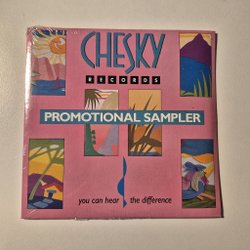 CHESKY
RECORDS
PROMOTIONAL SAMPLER
you can hear the difference